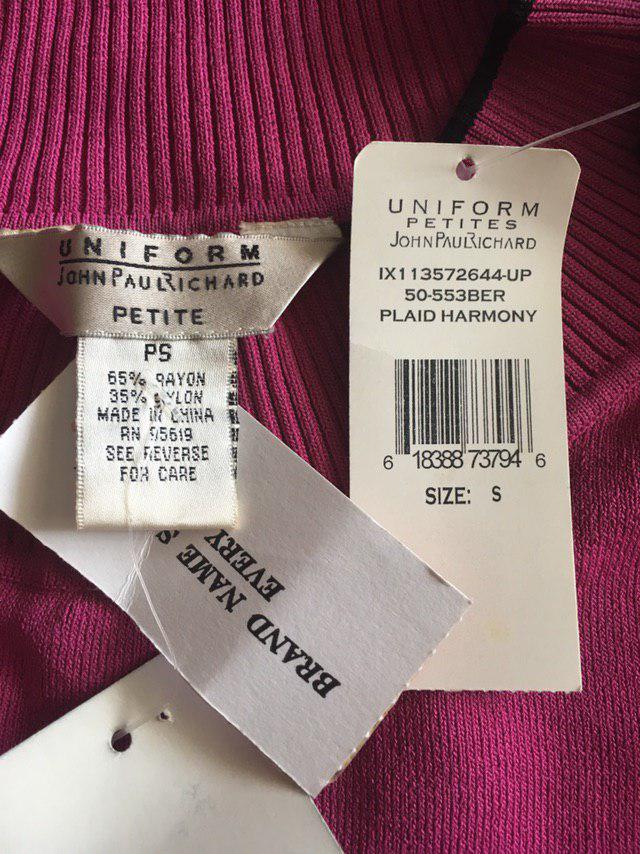 UNIFORM
JOHN PAUL RICHARD
PETITE
PS
65% RAYON
35% NYLON
MADE IN CHINA
RN 95619
SEE REVERSE
FOR CARE
UNIFORM
PETITES
JOHN PAUL RICHARD
IX113572644-UP
50-553BER
PLAID HARMONY
6 18388 73794 6
SIZE: S
BRAND NAME S
EVERY